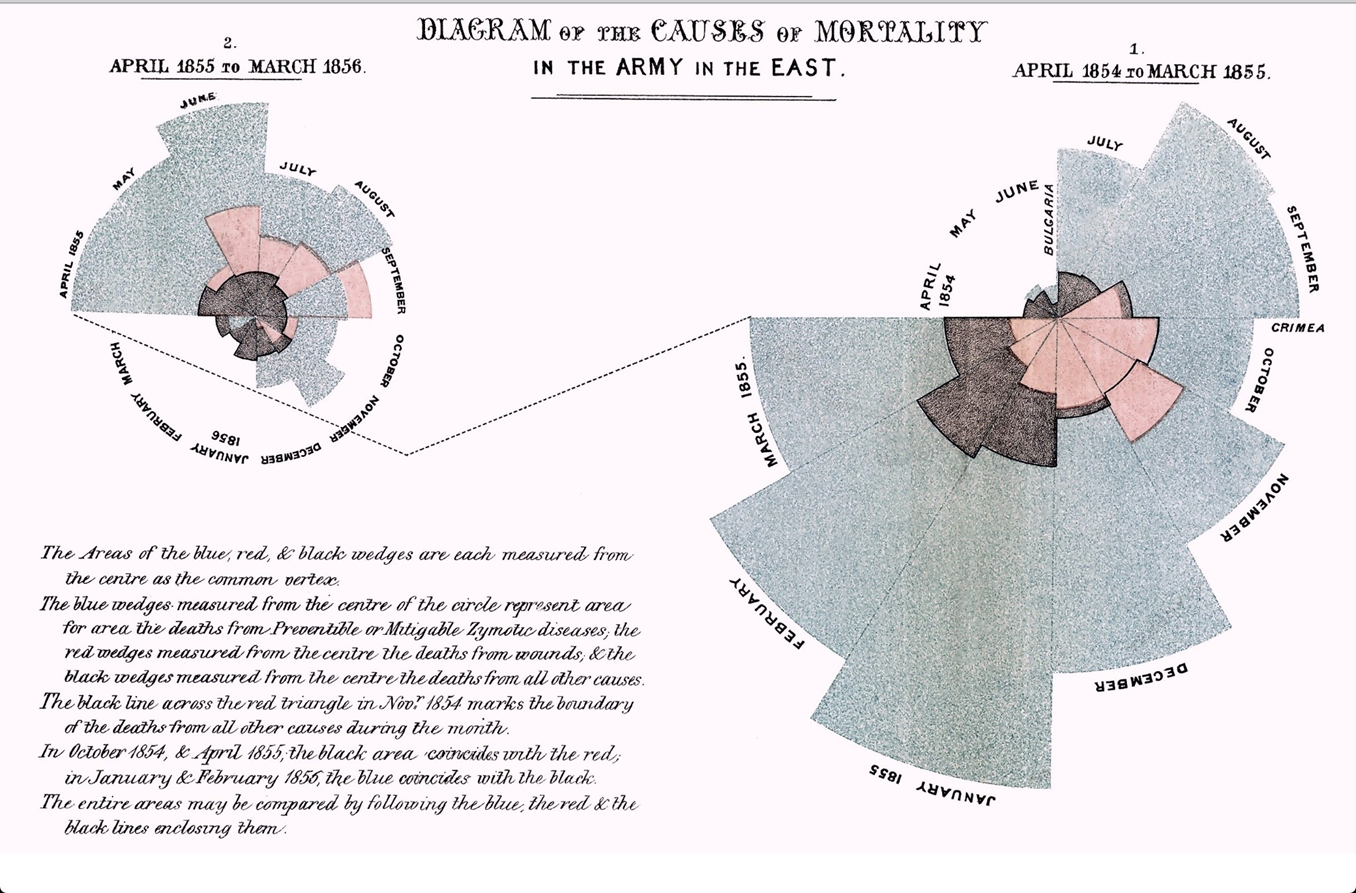 DIAGRAM OF THE CAUSES OF MORTALITY
IN THE ARMY IN THE EAST.
2.
APRIL 1855 TO MARCH 1856.
1.
APRIL 1854 TO MARCH 1855.
JUNE
JULY
AUGUST
SEPTEMBER
OCTOBER
NOVEMBER
DECEMBER
JANUARY
1856
FEBRUARY
MARCH
APRIL 1855
MAY
APRIL
1854
MAY
JUNE
BULGARIA
JULY
AUGUST
SEPTEMBER
CRIMEA
OCTOBER
NOVEMBER
DECEMBER
JANUARY 1855
FEBRUARY
MARCH 1855.
The Areas of the blue, red, & black wedges are each measured from
the centre as the common vertex.
The blue wedges measured from the centre of the circle represent area
for area the deaths from Preventible or Mitigable Zymotic diseases; the
red wedges measured from the centre the deaths from wounds; & the
black wedges measured from the centre the deaths from all other causes.
The black line across the red triangle in Novr. 1854 marks the boundary
of the deaths from all other causes during the month.
In October 1854, & April 1855; the black area coincides with the red;
in January & February 1856, the blue coincides with the black.
The entire areas may be compared by following the blue, the red & the
black lines enclosing them.